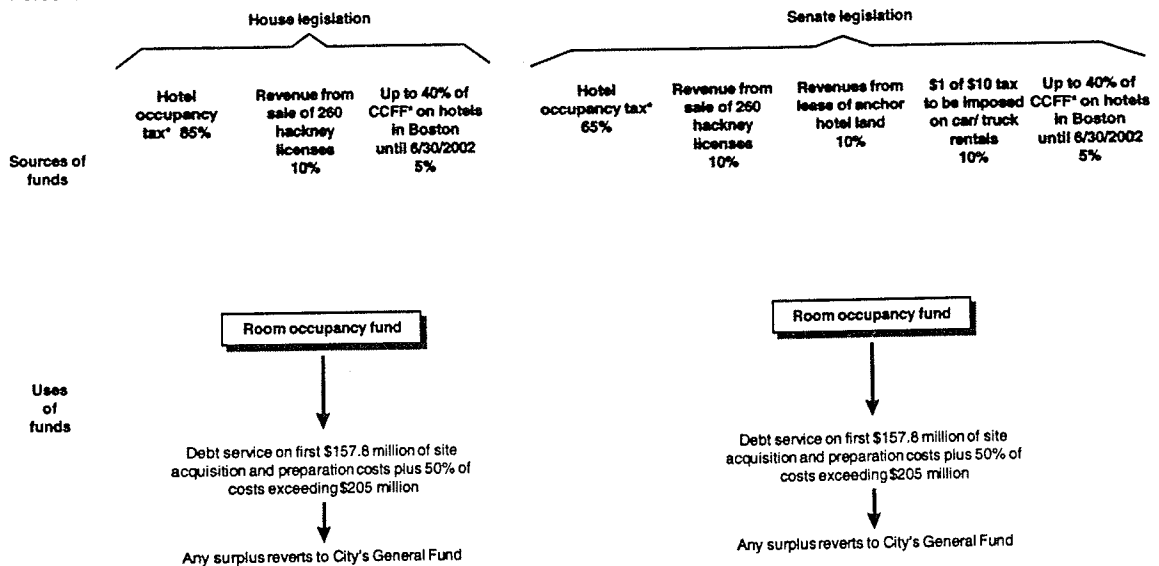 House legislation
Senate legislation
Hotel
occupancy
tax* 85%
Revenue from
sale of 260
hackney
licenses
10%
Up to 40% of
CCFF* on hotels
in Boston
until 6/30/2002
5%
Hotel
occupancy tax*
65%
Revenue from
sale of 260
hackney
licenses
10%
Revenues from
lease of anchor
hotel land
10%
$1 of $10 tax
to be imposed
on car/ truck
rentals
10%
Up to 40% of
CCFF* on hotels
in Boston
until 6/30/2002
5%
Sources of
funds
Room occupancy fund
Room occupancy fund
Uses
of
funds
Debt service on first $157.8 million of site
acquisition and preparation costs plus 50% of
costs exceeding $205 million
Debt service on first $157.8 million of site
acquisition and preparation costs plus 50% of
costs exceeding $205 million
Any surplus reverts to City's General Fund
Any surplus reverts to City's General Fund